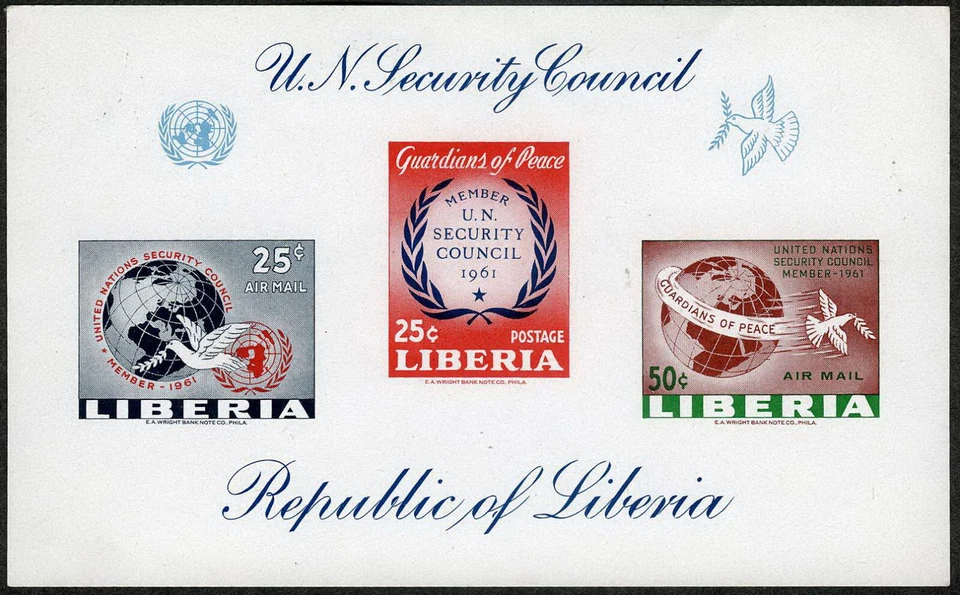 U.N. Security Council
Guardians of Peace
MEMBER
U.N.
SECURITY
COUNCIL
1961
25¢ POSTAGE
LIBERIA
E.A. WRIGHT BANK NOTE CO., PHILA.
25¢
AIR MAIL
UNITED NATIONS SECURITY COUNCIL
★ MEMBER - 1961
LIBERIA
E.A. WRIGHT BANK NOTE CO., PHILA.
UNITED NATIONS
SECURITY COUNCIL
MEMBER - 1961
GUARDIANS OF PEACE
50¢ AIR MAIL
LIBERIA
E.A. WRIGHT BANK NOTE CO., PHILA.
Republic of Liberia